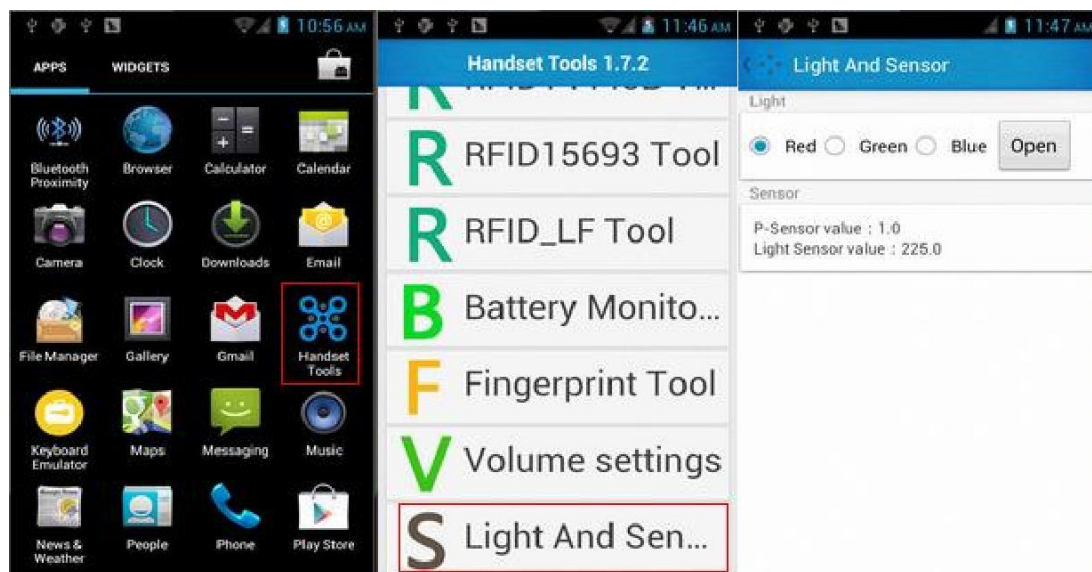 10:56 AM
APPS WIDGETS
Bluetooth Proximity
Browser
Calculator
Calendar
Camera
Clock
Downloads
Email
File Manager
Gallery
Gmail
Handset Tools
Keyboard Emulator
Maps
Messaging
Music
News & Weather
People
Phone
Play Store
11:46 AM
Handset Tools 1.7.2
R RFID15693 Tool
R RFID_LF Tool
B Battery Monito...
F Fingerprint Tool
V Volume settings
S Light And Sen...
11:47 AM
Light And Sensor
Light
Red Green Blue Open
Sensor
P-Sensor value : 1.0
Light Sensor value : 225.0